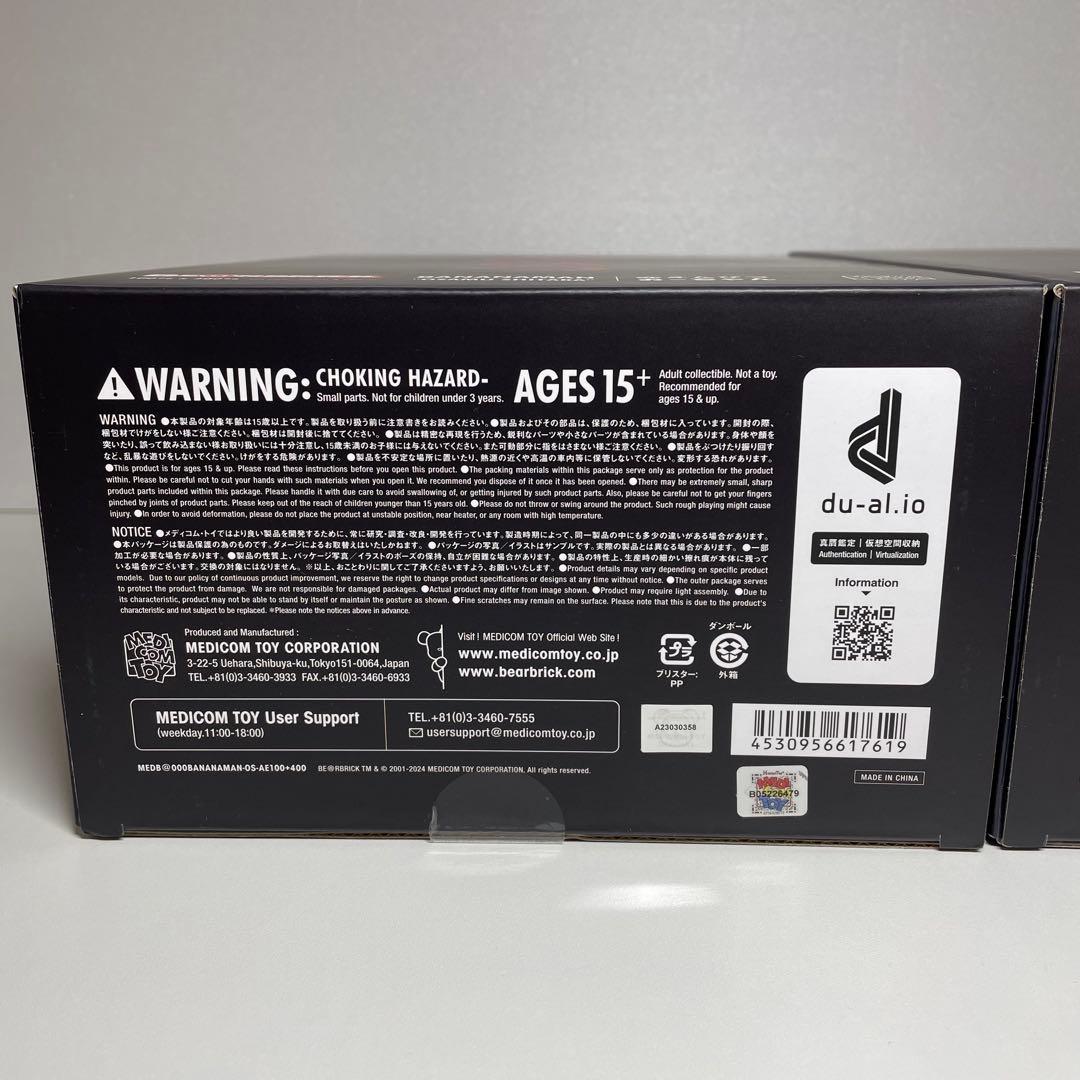 BANANAMAN
WARNING: CHOKING HAZARD-
Small parts. Not for children under 3 years.
AGES 15+
Adult collectible. Not a toy.
Recommended for
ages 15 & up.
WARNING ●本製品の対象年齢は15歳以上です。製品を取り扱う前に注意書きをお読みください。●製品およびその部品は、保護のため、梱包材に入っています。開封の際、
梱包材でけがをしない様ご注意ください。梱包材は開封後に捨ててください。 ●製品は精密な再現を行うため、鋭利なパーツや小さなパーツが含まれている場合があります。身体や顔を
突いたり、誤って飲み込まない様にお取り扱いには十分注意し、15歳未満のお子様には与えないでください。また可動部分に指をはさまない様ご注意ください。 ●製品をぶつけたり振り回す
など、乱暴な遊びをしないでください。けがをする危険があります。 ●製品を不安定な場所に置いたり、熱源の近くや高温の車内等に保管しないでください。変形する恐れがあります。
●This product is for ages 15 & up. Please read these instructions before you open this product. ●The packing materials within this package serve only as protection for the product
within. Please be careful not to cut your hands with such materials when you open it. We recommend you dispose of it once it has been opened. ●There may be extremely small, sharp
product parts included within this package. Please handle it with due care to avoid swallowing of, or getting injured by such product parts. Also, please be careful not to get your fingers
pinched by joints of product parts. Please keep out of the reach of children younger than 15 years old. ●Please do not throw or swing around the product. Such rough playing might cause
injury. ●In order to avoid deformation, please do not place the product at unstable position, near heater, or any room with high temperature.
NOTICE ●メディコム・トイではより良い製品を開発するために、常に研究・調査・改良・開発を行っています。製造時期によって、同一製品の中にも多少の違いがある場合があります。
●本パッケージは製品保護の為のものです。ダメージによるお取替えはいたしかねます。 ●パッケージの写真／イラストはサンプルです。実際の製品とは異なる場合があります。 ●一部
加工が必要な場合があります。 ●製品の性質上、パッケージ写真／イラストのポーズの保持、自立が困難な場合があります。 ●製品の特性上、生産時の細かい擦れ痕が本体に残って
いる場合がございます。交換の対象にはなりません。 ※以上、おことわりに関してご了承くださいますよう、お願いいたします。 ●Product details may vary depending on specific product
models. Due to our policy of continuous product improvement, we reserve the right to change product specifications or designs at any time without notice. ●The outer package serves
to protect the product from damage. We are not responsible for damaged packages. ●Actual product may differ from image shown. ●Product may require light assembly. ●Due to
its characteristic, product may not be able to stand by itself or maintain the posture as shown. ●Fine scratches may remain on the surface. Please note that this is due to the product's
characteristic and not subject to be replaced. *Please note the notices above in advance.
MEDI
COM
TOY
Produced and Manufactured :
MEDICOM TOY CORPORATION
3-22-5 Uehara,Shibuya-ku,Tokyo151-0064,Japan
TEL.+81(0)3-3460-3933 FAX.+81(0)3-3460-6933
Visit ! MEDICOM TOY Official Web Site !
www.medicomtoy.co.jp
www.bearbrick.com
プラ
ブリスター:
PP
ダンボール
外箱
MEDICOM TOY User Support
(weekday.11:00-18:00)
TEL.+81(0)3-3460-7555
usersupport@medicomtoy.co.jp
A23030358
4530956617619
MEDB@000BANANAMAN-OS-AE100+400
BE@RBRICK TM & © 2001-2024 MEDICOM TOY CORPORATION. All rights reserved.
MEDI
TOY
B05226479
MADE IN CHINA
du-al.io
真贋鑑定｜仮想空間収納
Authentication | Virtualization
Information